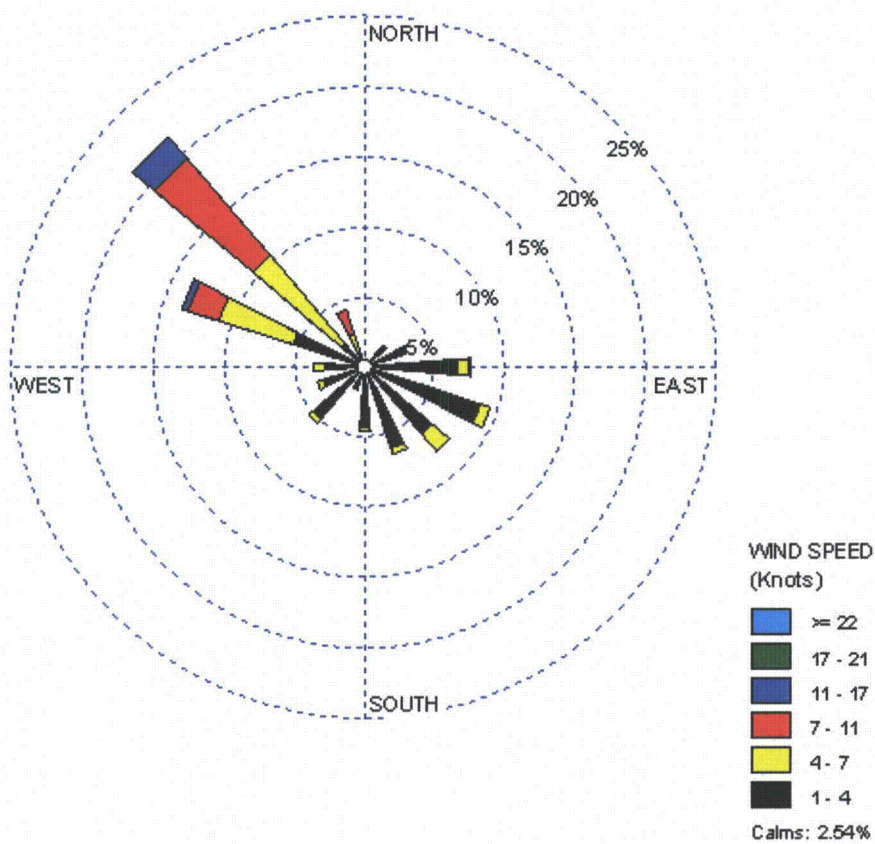 NORTH
25%
20%
15%
10%
5%
WEST
EAST
SOUTH
WIND SPEED
(Knots)
>= 22
17 - 21
11 - 17
7 - 11
4 - 7
1 - 4
Calms: 2.54%